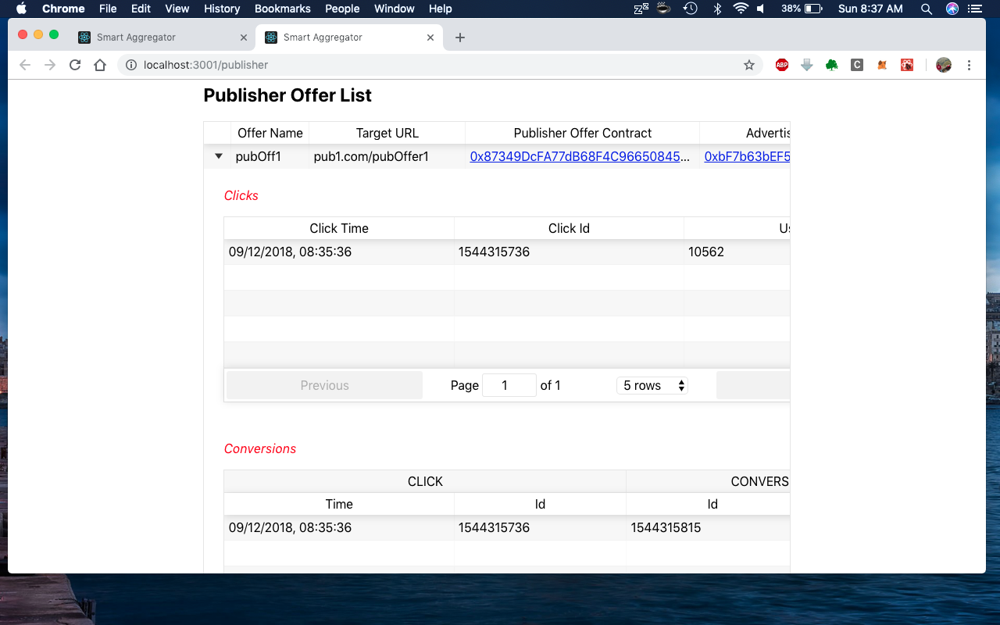 Chrome File Edit View History Bookmarks People Window Help 38% Sun 8:37 AM
Smart Aggregator Smart Aggregator
localhost:3001/publisher ABP C
Publisher Offer List
Offer Name Target URL Publisher Offer Contract Advertis
pubOff1 pub1.com/pubOffer1 0x87349DcFA77dB68F4C96650845... 0xbF7b63bEF5
Clicks
Click Time Click Id Us
09/12/2018, 08:35:36 1544315736 10562
Previous Page 1 of 1 5 rows
Conversions
CLICK CONVERS
Time Id Id
09/12/2018, 08:35:36 1544315736 1544315815